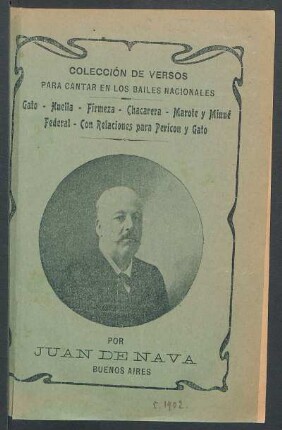 COLECCIÓN DE VERSOS
PARA CANTAR EN LOS BAILES NACIONALES
Gato - Huella - Firmeza - Chacarera - Marote y Minué
Federal - Con Relaciones para Pericon y Gato
POR
JUAN DE NAVA
BUENOS AIRES
c. 1902.